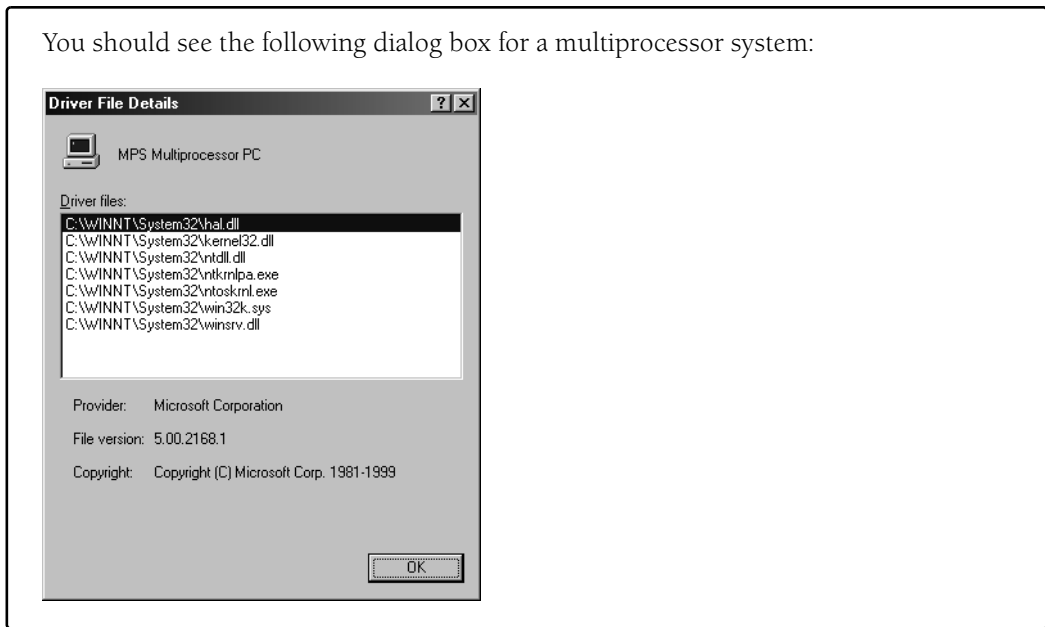 You should see the following dialog box for a multiprocessor system:
Driver File Details
MPS Multiprocessor PC
Driver files:
C:\WINNT\System32\hal.dll
C:\WINNT\System32\kernel32.dll
C:\WINNT\System32\ntdll.dll
C:\WINNT\System32\ntkrnlpa.exe
C:\WINNT\System32\ntoskrnl.exe
C:\WINNT\System32\win32k.sys
C:\WINNT\System32\winsrv.dll
Provider: Microsoft Corporation
File version: 5.00.2168.1
Copyright: Copyright (C) Microsoft Corp. 1981-1999
OK